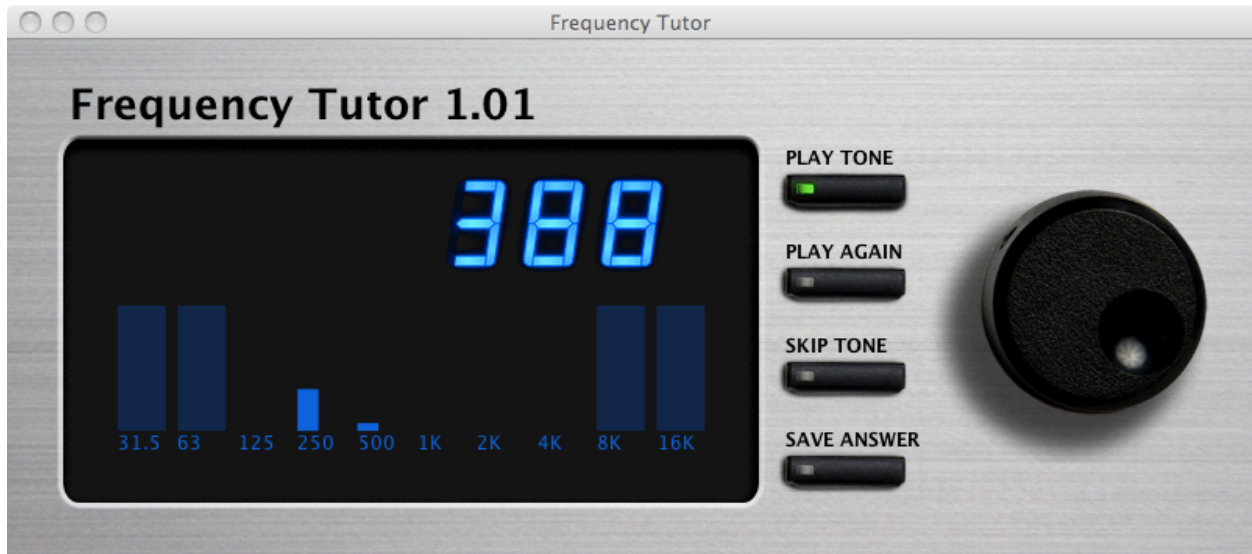 Frequency Tutor
Frequency Tutor 1.01
388
31.5 63 125 250 500 1K 2K 4K 8K 16K
PLAY TONE
PLAY AGAIN
SKIP TONE
SAVE ANSWER